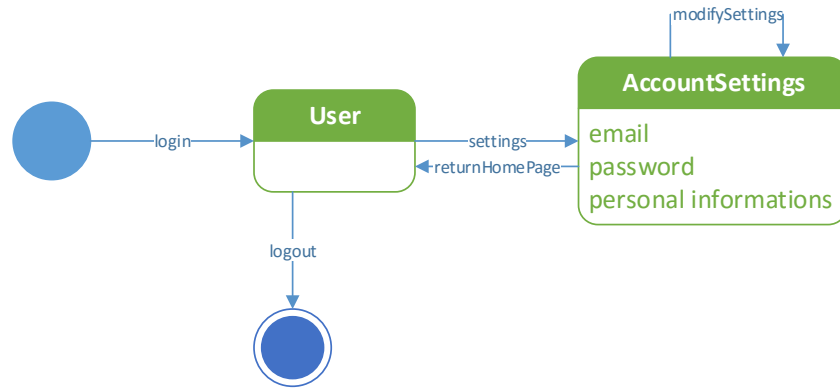 modifySettings
AccountSettings
User
login
settings
email
returnHomePage
password
personal informations
logout